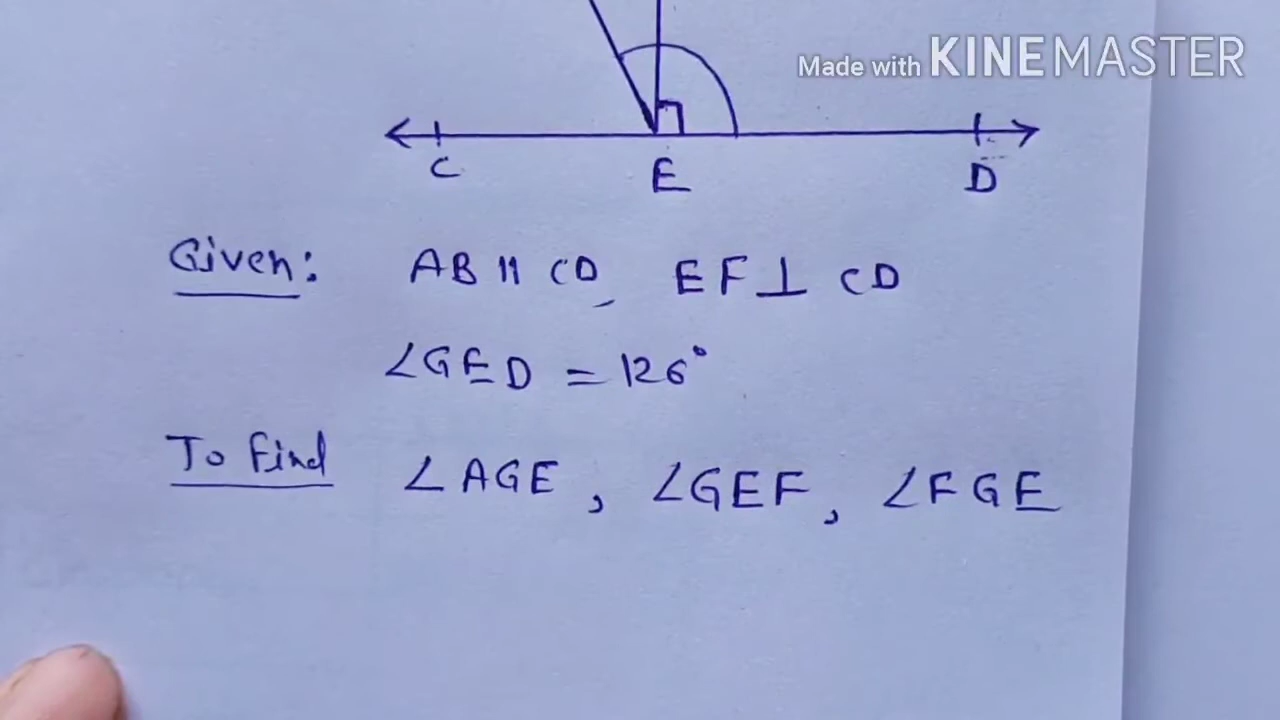 Made with KINEMASTER
C E D
Given: AB || CD, EF ⊥ CD
∠GED = 126°
To Find ∠AGE, ∠GEF, ∠FGE